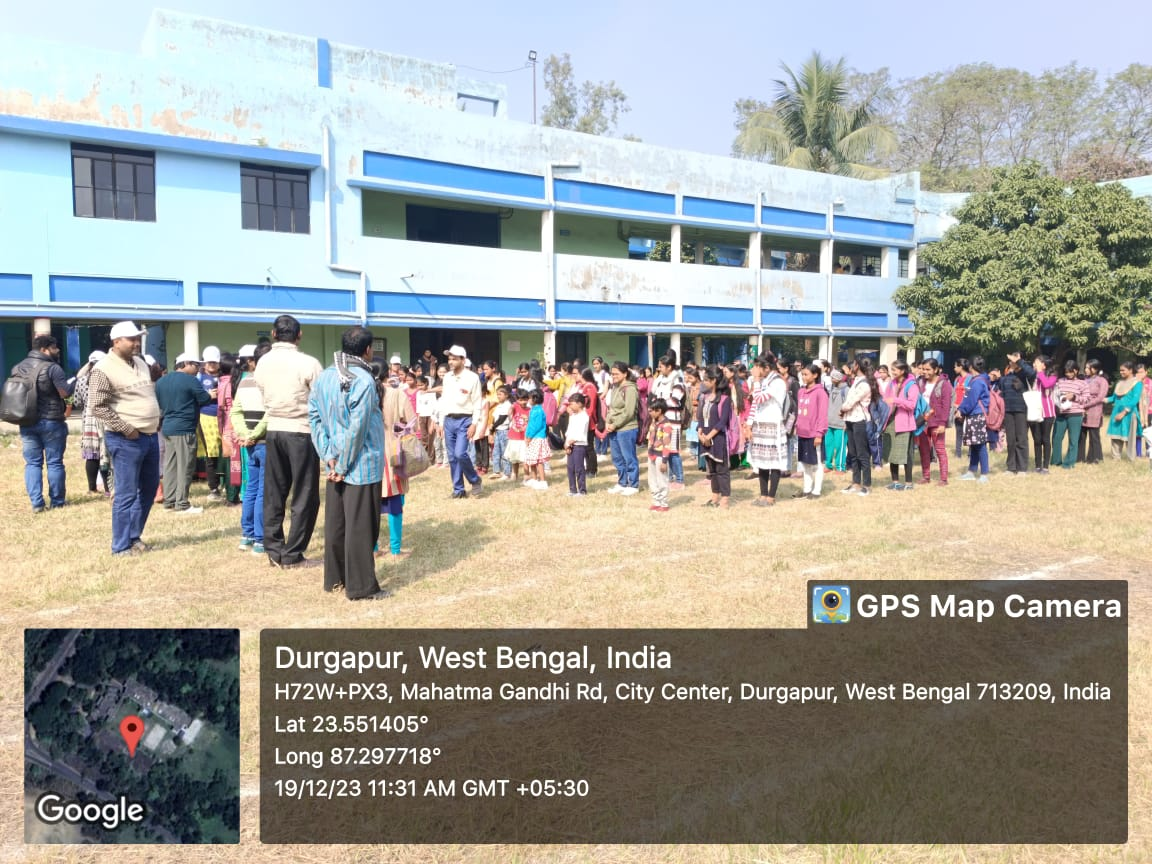 GPS Map Camera
Durgapur, West Bengal, India
H72W+PX3, Mahatma Gandhi Rd, City Center, Durgapur, West Bengal 713209, India
Lat 23.551405°
Long 87.297718°
19/12/23 11:31 AM GMT +05:30
Google